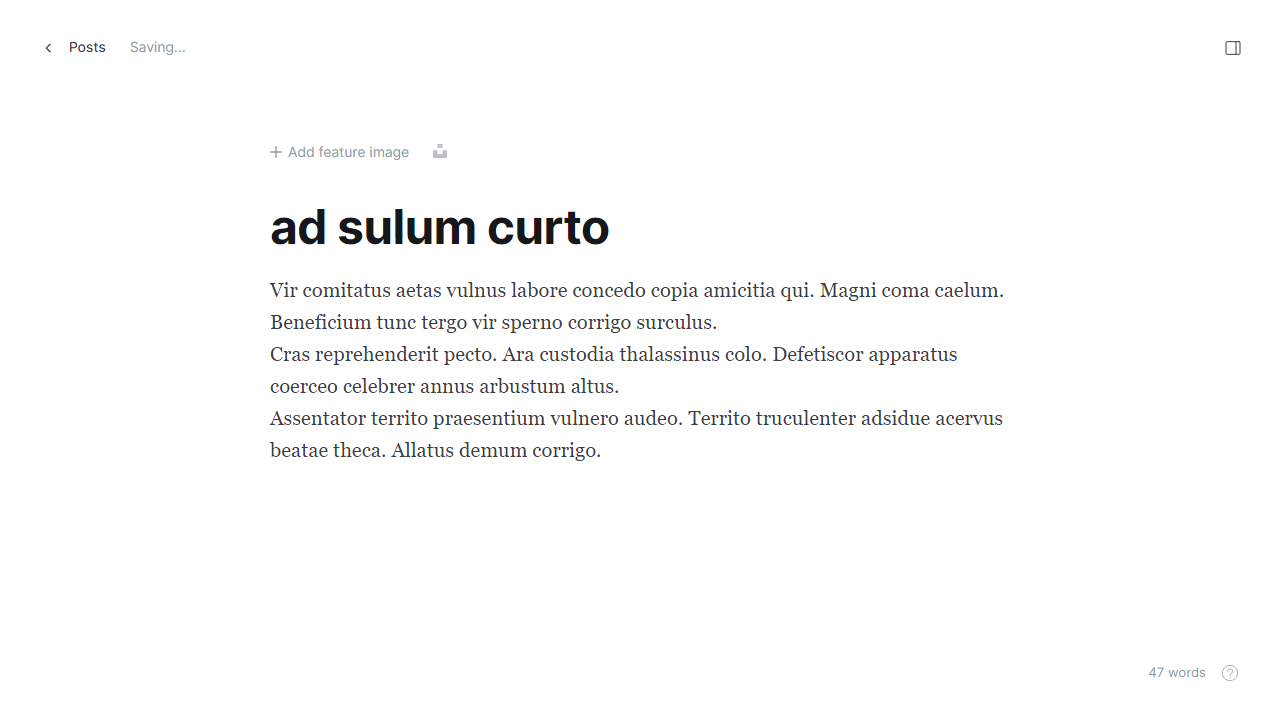 Posts Saving...
Add feature image
ad sulum curto
Vir comitatus aetas vulnus labore concedo copia amicitia qui. Magni coma caelum.
Beneficium tunc tergo vir sperno corrigo surculus.
Cras reprehenderit pecto. Ara custodia thalassinus colo. Defetiscor apparatus
coerceo celebrer annus arbustum altus.
Assentator territo praesentium vulnero audeo. Territo truculenter adsidue acervus
beatae theca. Allatus demum corrigo.
47 words